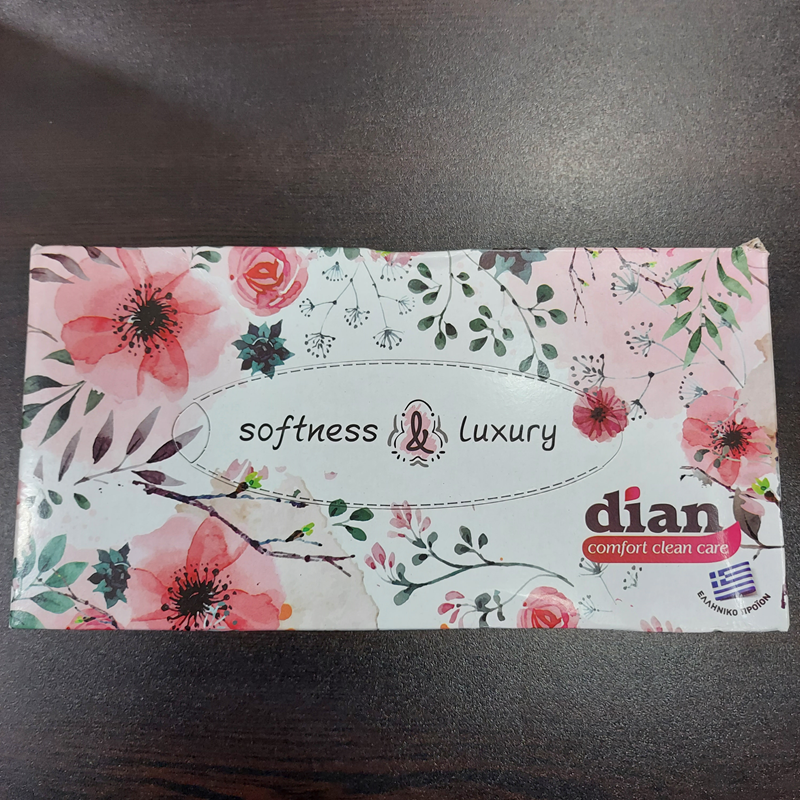 softness & luxury
dian
comfort clean care
ΕΛΛΗΝΙΚΟ ΠΡΟΪΟΝ